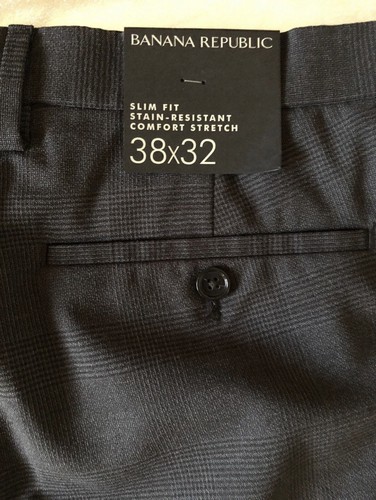 BANANA REPUBLIC
SLIM FIT
STAIN-RESISTANT
COMFORT STRETCH
38x32